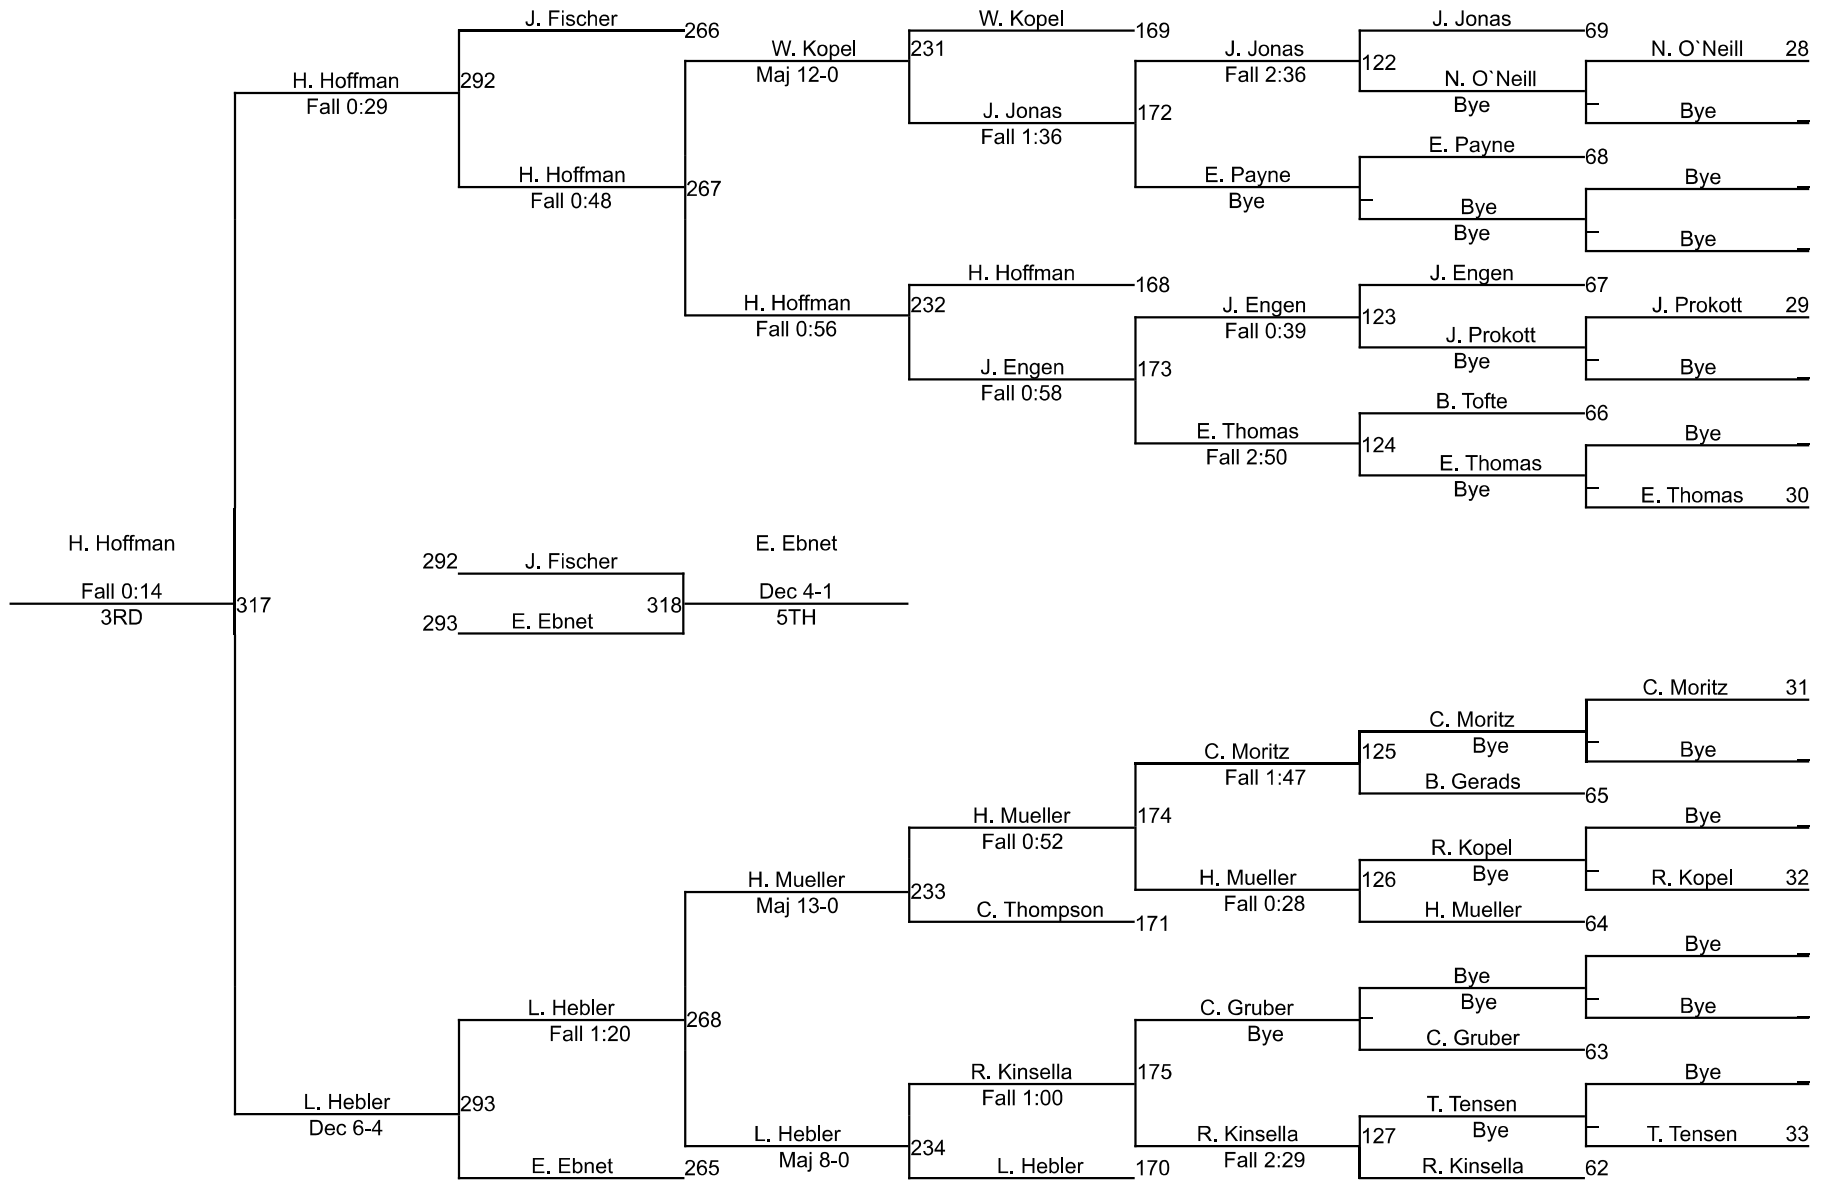 J. Fischer
266
W. Kopel
169
J. Jonas
69
H. Hoffman
Fall 0:29
292
W. Kopel
Maj 12-0
231
J. Jonas
Fall 2:36
122
N. O`Neill
28
N. O`Neill
Bye
Bye
_
H. Hoffman
Fall 0:48
267
J. Jonas
Fall 1:36
172
E. Payne
68
E. Payne
Bye
Bye
_
Bye
Bye
Bye
_
H. Hoffman
168
J. Engen
67
H. Hoffman
Fall 0:56
232
J. Engen
Fall 0:39
123
J. Prokott
29
J. Prokott
Bye
Bye
_
J. Engen
Fall 0:58
173
B. Tofte
66
E. Thomas
Fall 2:50
124
Bye
_
E. Thomas
Bye
E. Thomas
30
H. Hoffman
Fall 0:14
3RD
317
292
J. Fischer
293
E. Ebnet
318
E. Ebnet
Dec 4-1
5TH
C. Moritz
31
C. Moritz
Bye
Bye
_
C. Moritz
Fall 1:47
125
B. Gerads
65
H. Mueller
Fall 0:52
174
Bye
_
R. Kopel
Bye
R. Kopel
32
H. Mueller
Maj 13-0
233
H. Mueller
Fall 0:28
126
C. Thompson
171
H. Mueller
64
Bye
_
Bye
Bye
Bye
_
L. Hebler
Fall 1:20
268
C. Gruber
Bye
C. Gruber
63
R. Kinsella
Fall 1:00
175
Bye
_
L. Hebler
Dec 6-4
293
T. Tensen
Bye
T. Tensen
33
L. Hebler
Maj 8-0
234
R. Kinsella
Fall 2:29
127
E. Ebnet
265
L. Hebler
170
R. Kinsella
62